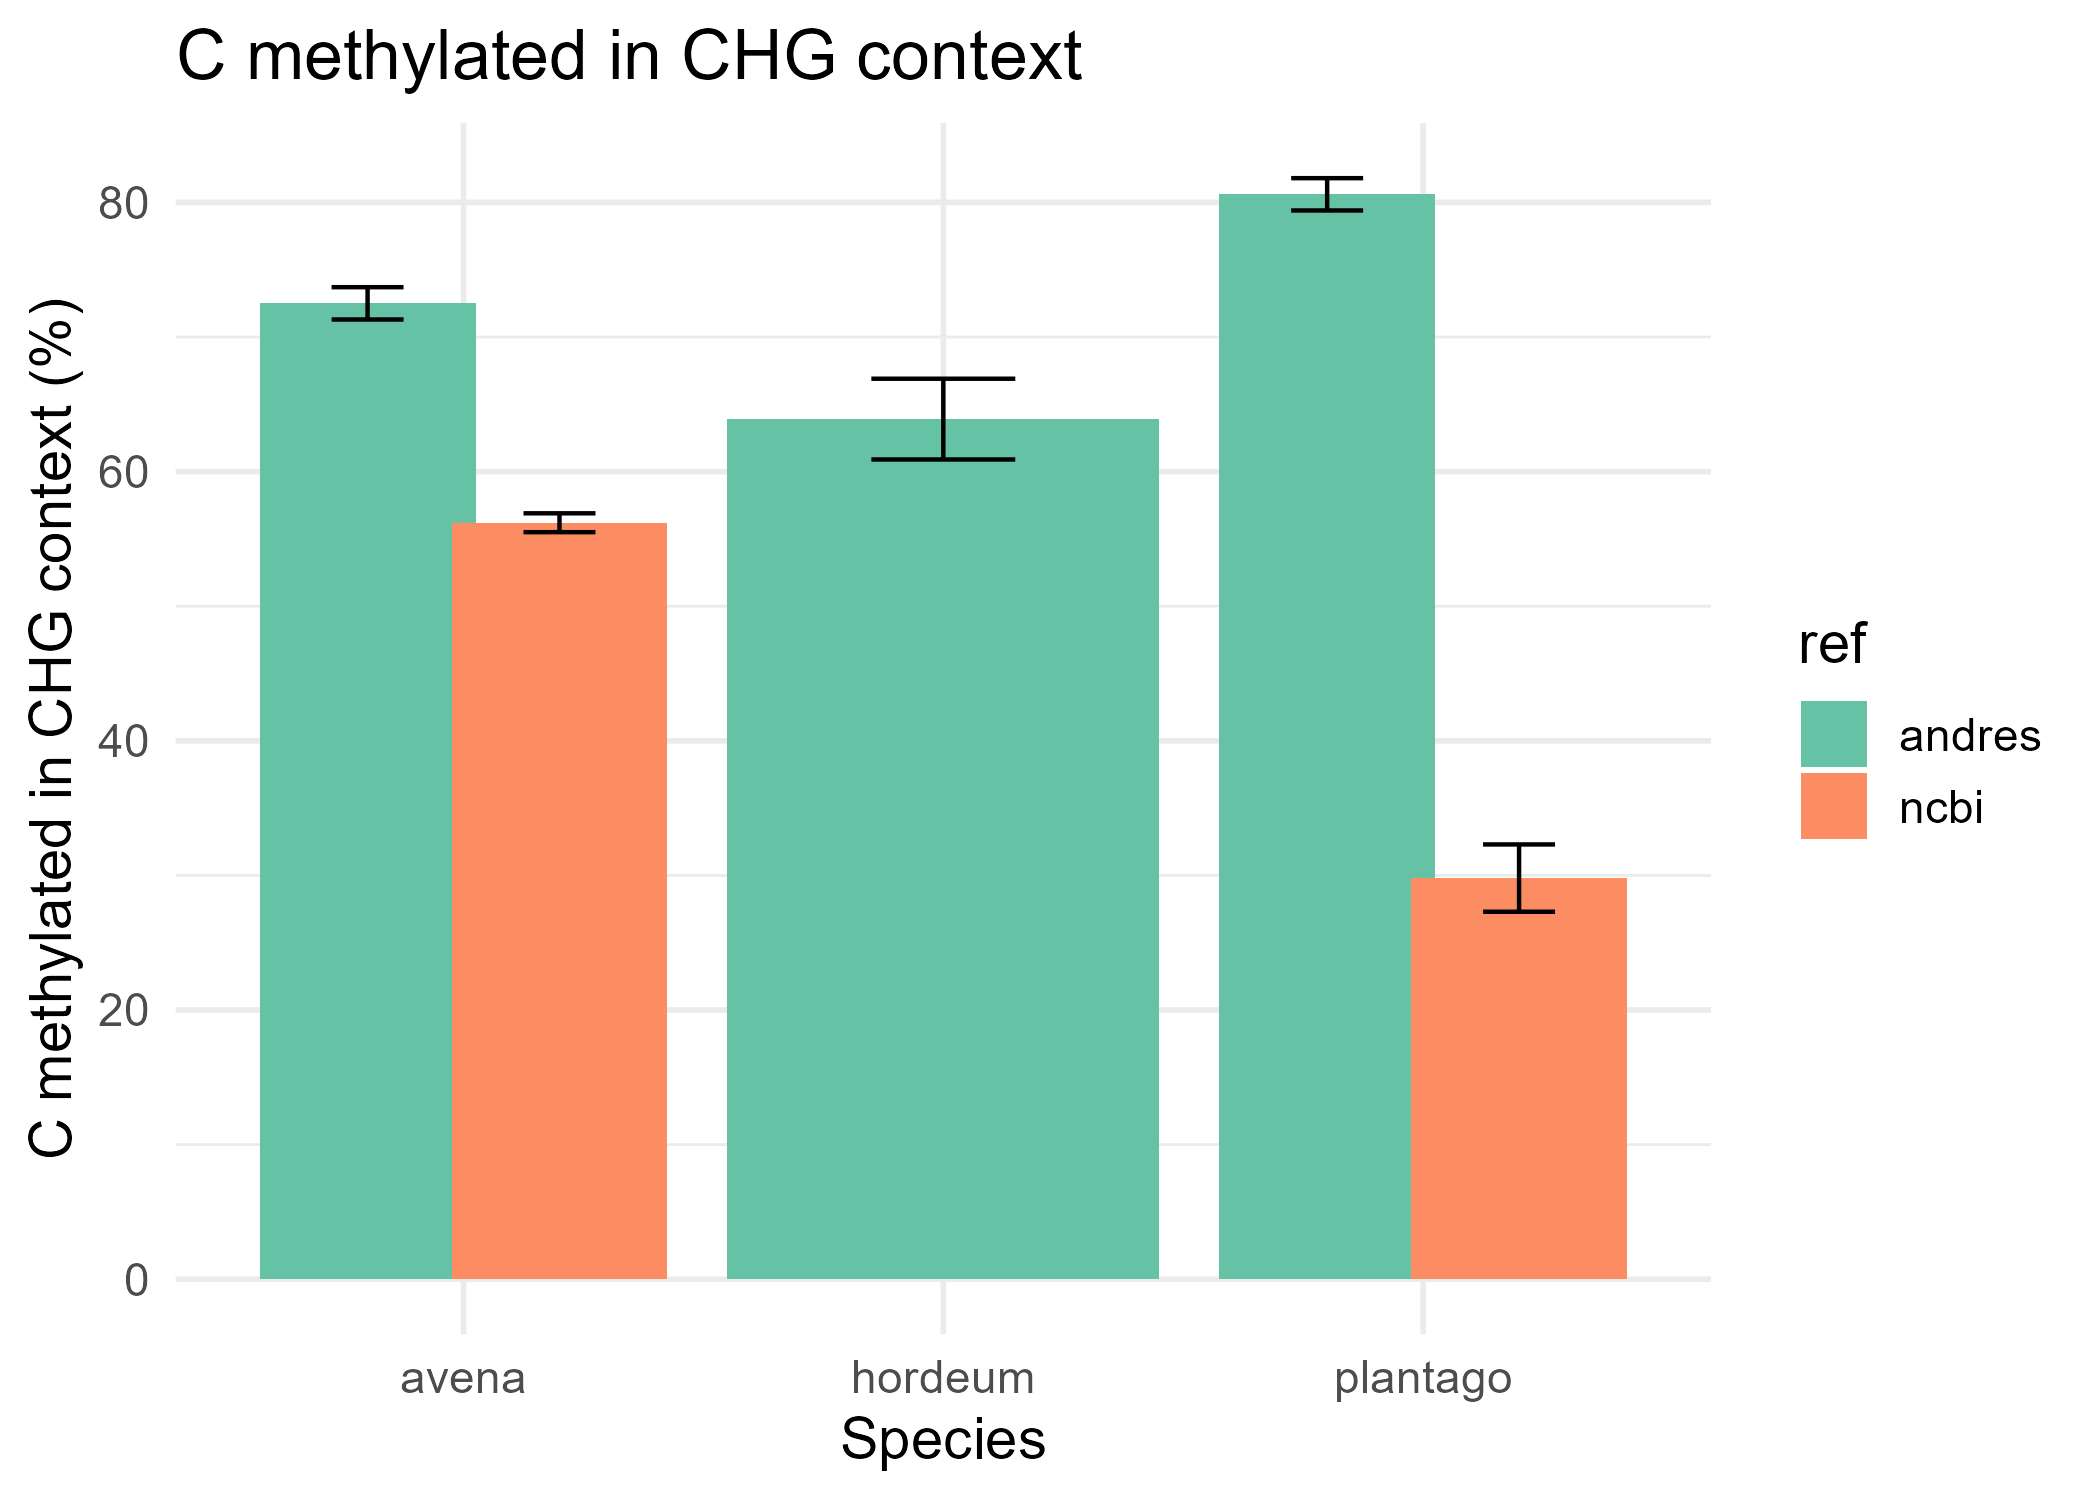 C methylated in CHG context
C methylated in CHG context (%)
80
60
40
20
0
avena
hordeum
plantago
Species
ref
andres
ncbi